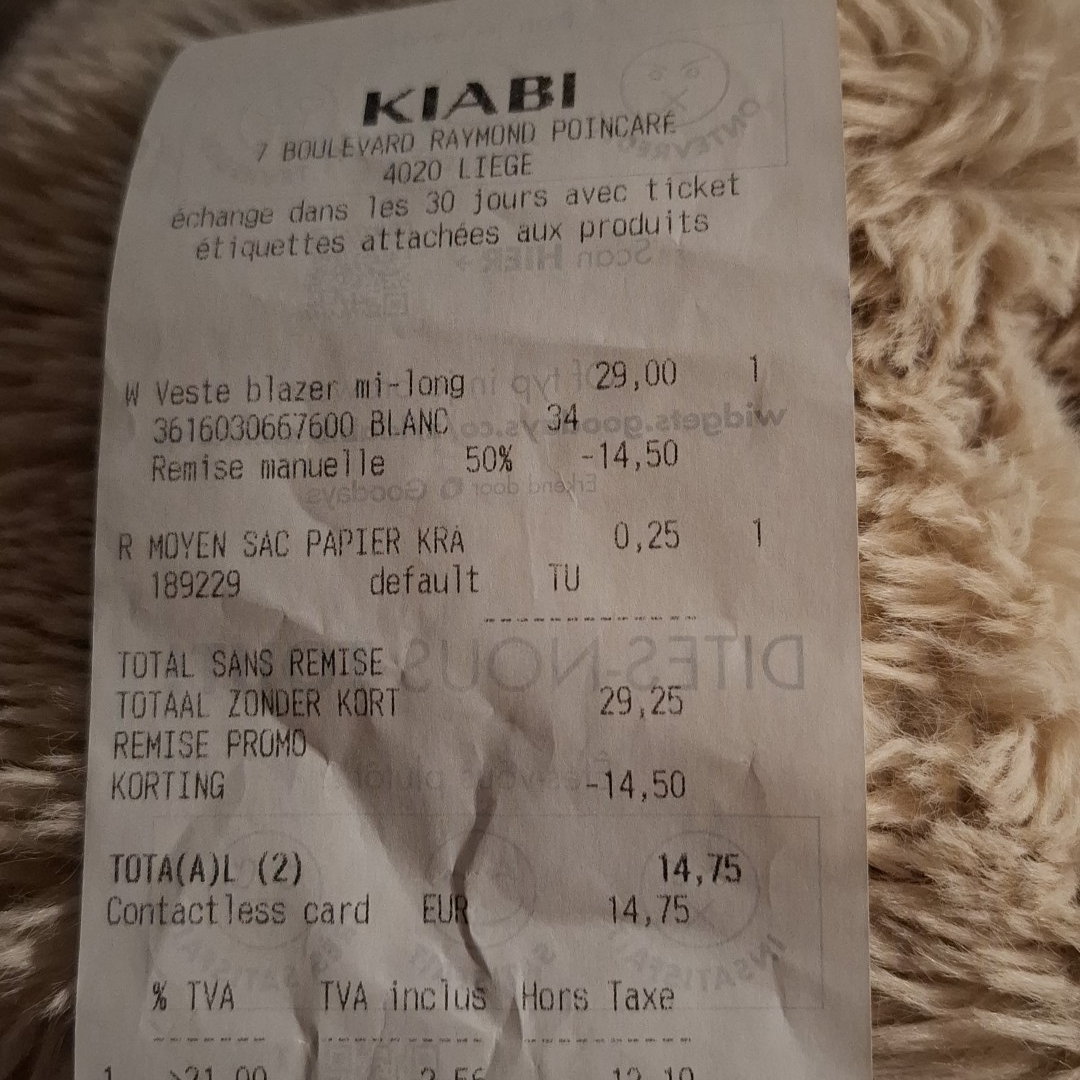 KIABI
7 BOULEVARD RAYMOND POINCARÉ
4020 LIEGE
échange dans les 30 jours avec ticket
étiquettes attachées aux produits
W Veste blazer mi-long 29,00 1
3616030667600 BLANC 34
Remise manuelle 50% -14,50
R MOYEN SAC PAPIER KRA 0,25 1
189229 default TU
TOTAL SANS REMISE
TOTAAL ZONDER KORT 29,25
REMISE PROMO
KORTING -14,50
TOTA(A)L (2) 14,75
Contactless card EUR 14,75
% TVA TVA inclus Hors Taxe